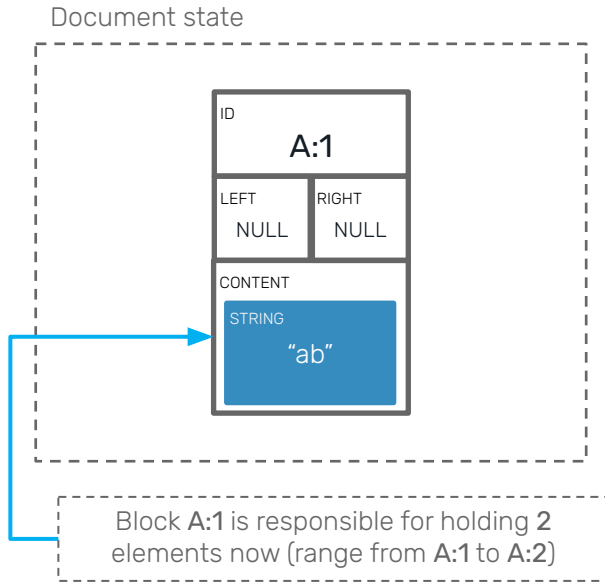 Document state
ID
A:1
LEFT
RIGHT
NULL
NULL
CONTENT
STRING
“ab”
Block A:1 is responsible for holding 2
elements now (range from A:1 to A:2)